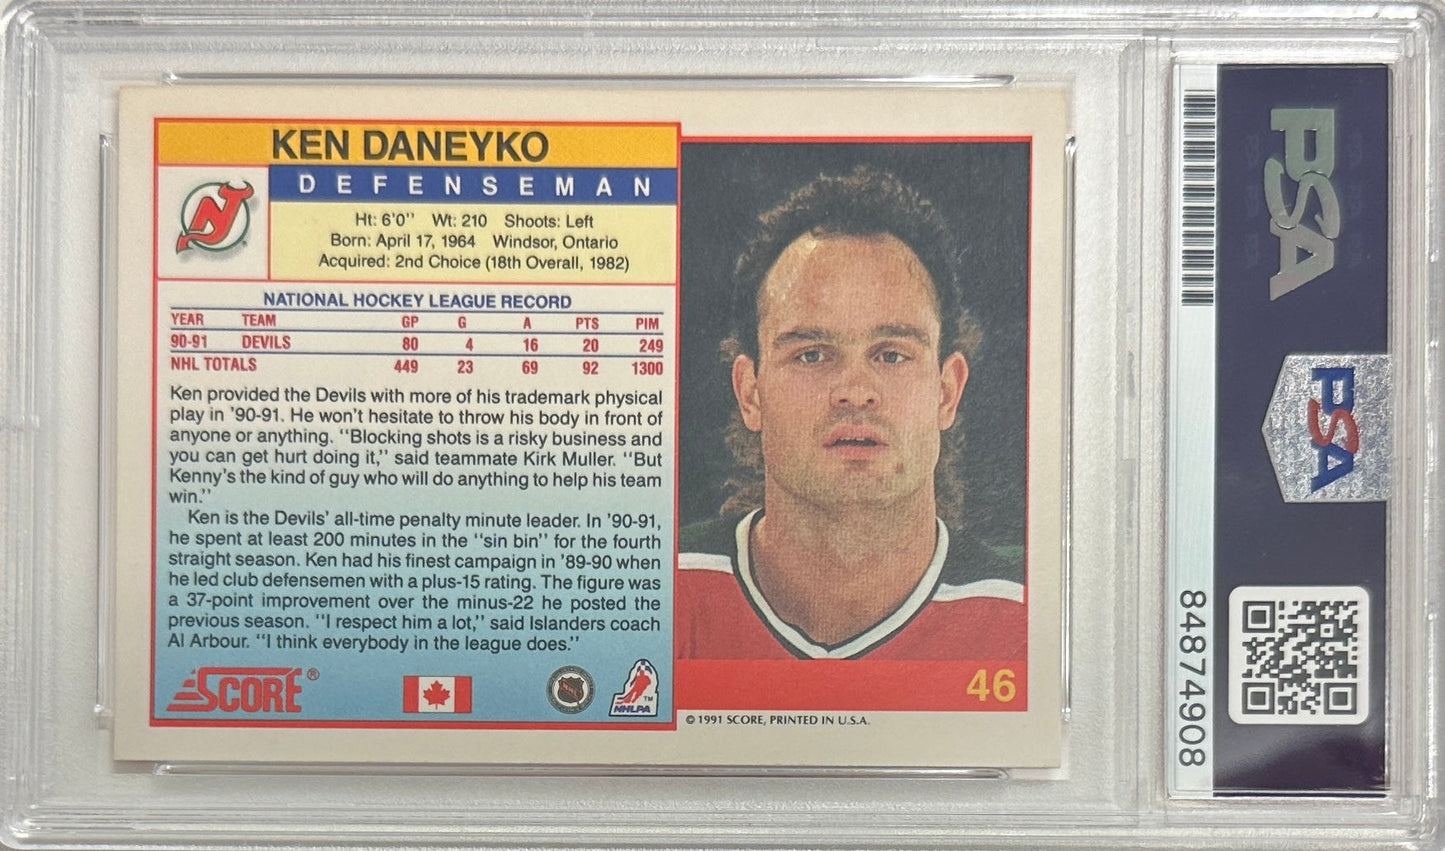 KEN DANEYKO
DEFENSEMAN
Ht: 6'0'' Wt: 210 Shoots: Left
Born: April 17, 1964 Windsor, Ontario
Acquired: 2nd Choice (18th Overall, 1982)
NATIONAL HOCKEY LEAGUE RECORD
YEAR TEAM GP G A PTS PIM
90-91 DEVILS 80 4 16 20 249
NHL TOTALS 449 23 69 92 1300
Ken provided the Devils with more of his trademark physical
play in '90-91. He won't hesitate to throw his body in front of
anyone or anything. ''Blocking shots is a risky business and
you can get hurt doing it,'' said teammate Kirk Muller. ''But
Kenny's the kind of guy who will do anything to help his team
win.''
Ken is the Devils' all-time penalty minute leader. In '90-91,
he spent at least 200 minutes in the ''sin bin'' for the fourth
straight season. Ken had his finest campaign in '89-90 when
he led club defensemen with a plus-15 rating. The figure was
a 37-point improvement over the minus-22 he posted the
previous season. ''I respect him a lot,'' said Islanders coach
Al Arbour. ''I think everybody in the league does.''
SCORE®
NHL
NHLPA
TM
46
© 1991 SCORE, PRINTED IN U.S.A.
PSA
PSA
84874908